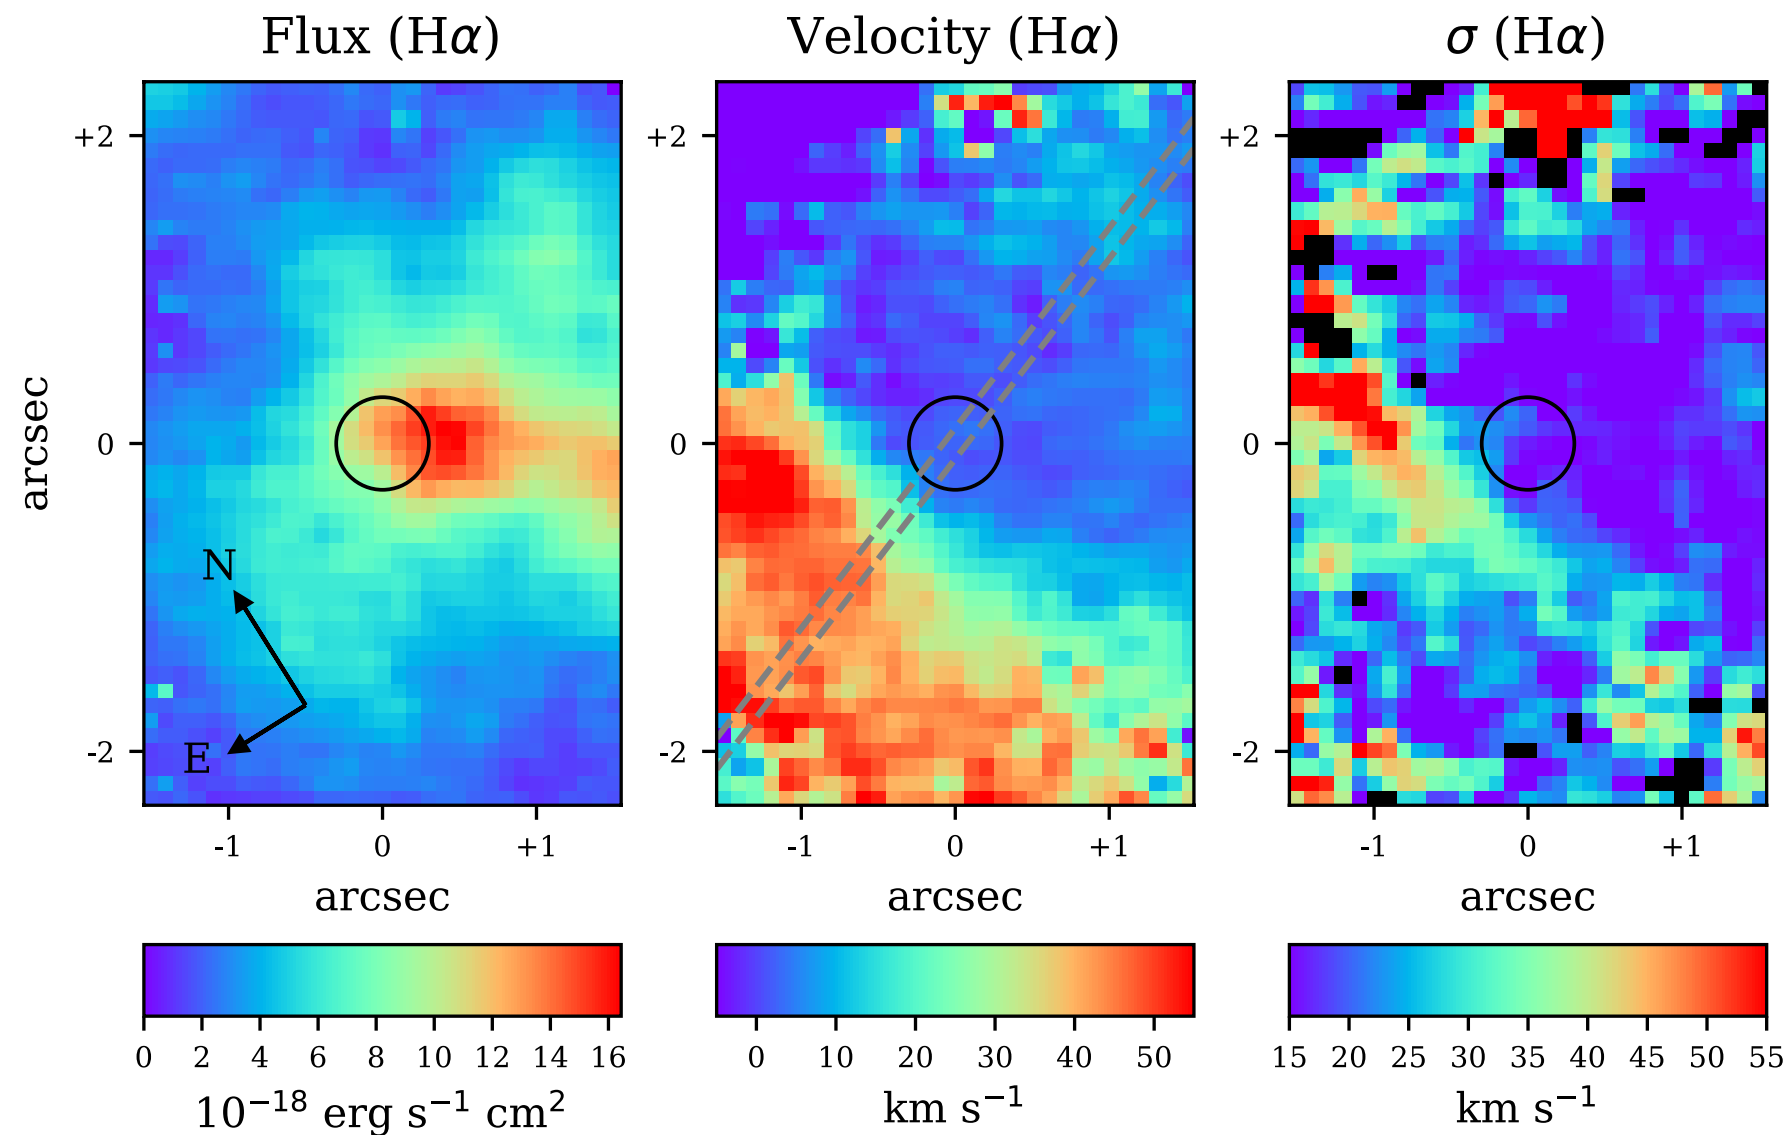 Flux (Hα) Velocity (Hα) σ (Hα)
+2 +2 +2
0 0 0
-2 -2 -2
arcsec
N
E
-1 0 +1 -1 0 +1 -1 0 +1
arcsec arcsec arcsec
0 2 4 6 8 10 12 14 16 0 10 20 30 40 50 15 20 25 30 35 40 45 50 55
10⁻¹⁸ erg s⁻¹ cm² km s⁻¹ km s⁻¹